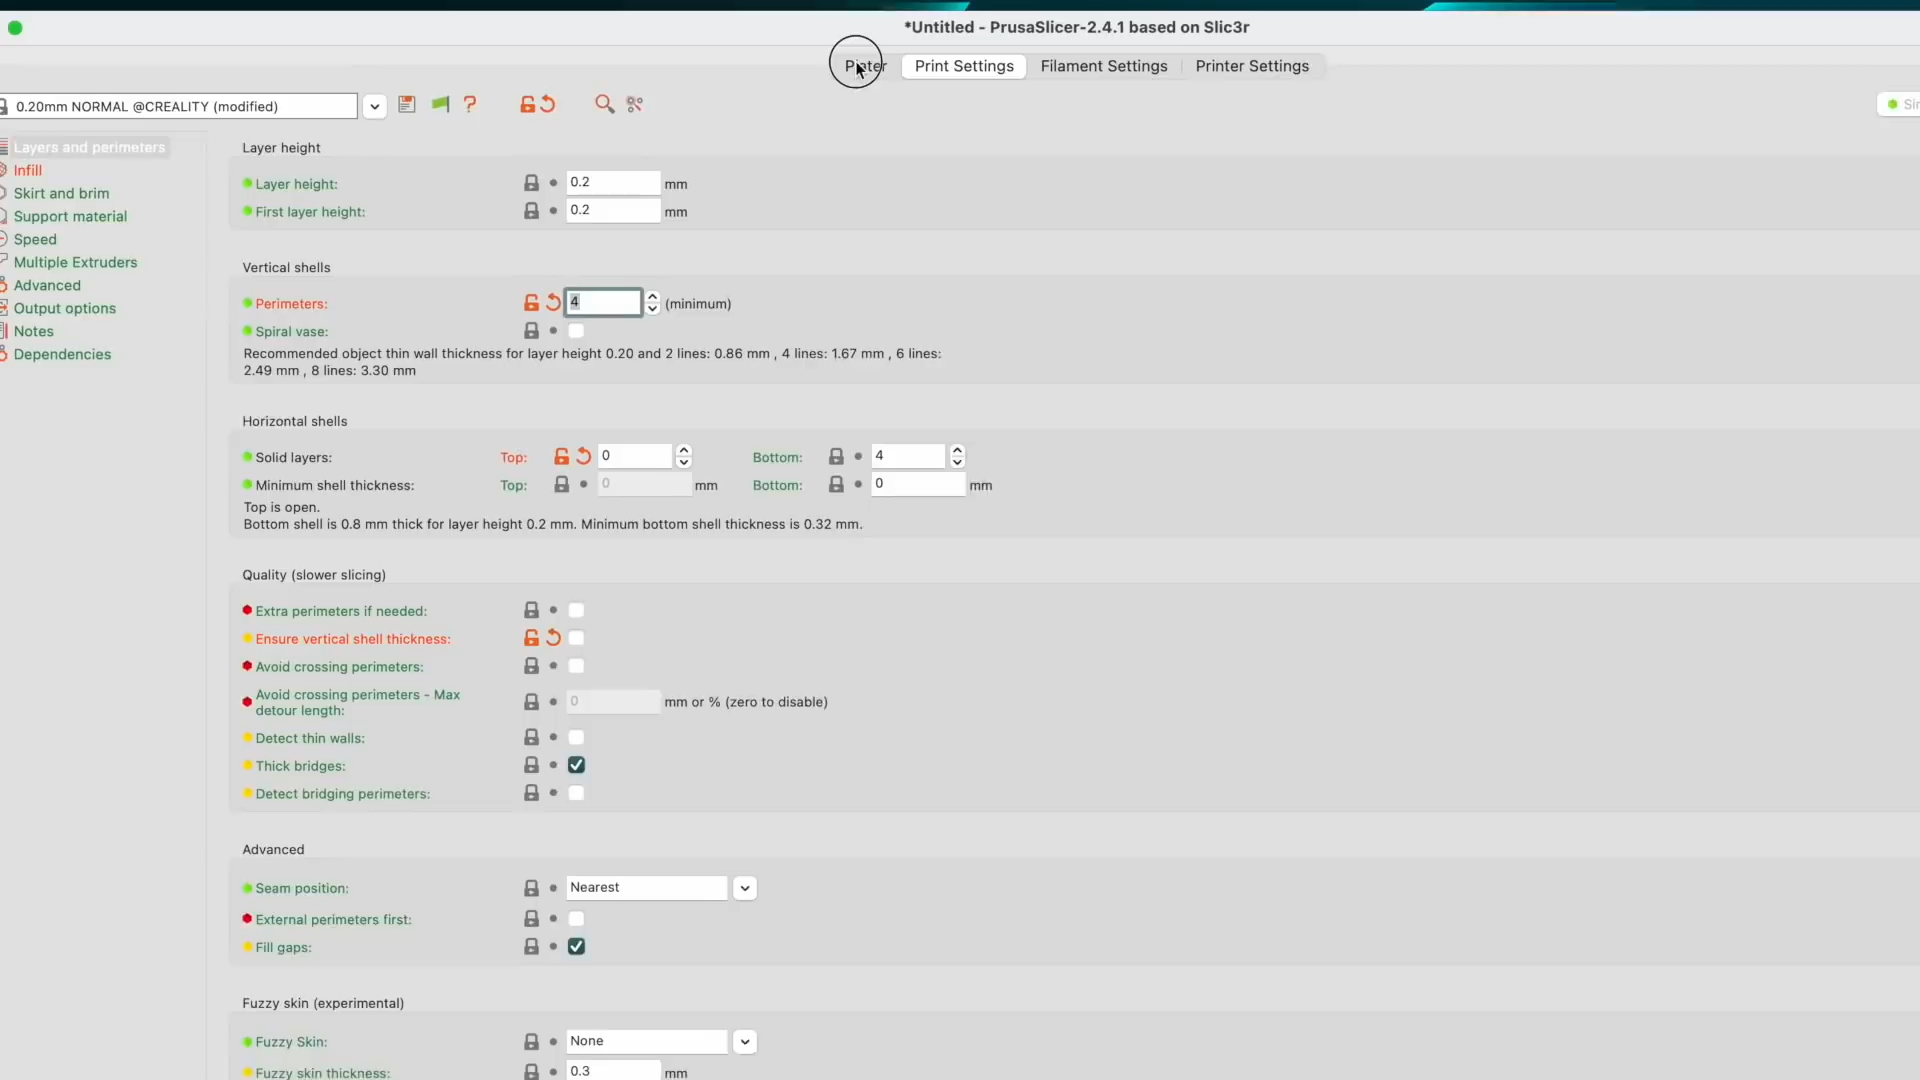 *Untitled - PrusaSlicer-2.4.1 based on Slic3r
Plater Print Settings Filament Settings Printer Settings
0.20mm NORMAL @CREALITY (modified)
Layers and perimeters
Infill
Skirt and brim
Support material
Speed
Multiple Extruders
Advanced
Output options
Notes
Dependencies
Layer height
Layer height: 0.2 mm
First layer height: 0.2 mm
Vertical shells
Perimeters: 4 (minimum)
Spiral vase:
Recommended object thin wall thickness for layer height 0.20 and 2 lines: 0.86 mm , 4 lines: 1.67 mm , 6 lines:
2.49 mm , 8 lines: 3.30 mm
Horizontal shells
Solid layers: Top: 0 Bottom: 4
Minimum shell thickness: Top: 0 mm Bottom: 0 mm
Top is open.
Bottom shell is 0.8 mm thick for layer height 0.2 mm. Minimum bottom shell thickness is 0.32 mm.
Quality (slower slicing)
Extra perimeters if needed:
Ensure vertical shell thickness:
Avoid crossing perimeters:
Avoid crossing perimeters - Max
detour length: 0 mm or % (zero to disable)
Detect thin walls:
Thick bridges:
Detect bridging perimeters:
Advanced
Seam position: Nearest
External perimeters first:
Fill gaps:
Fuzzy skin (experimental)
Fuzzy Skin: None
Fuzzy skin thickness: 0.3 mm